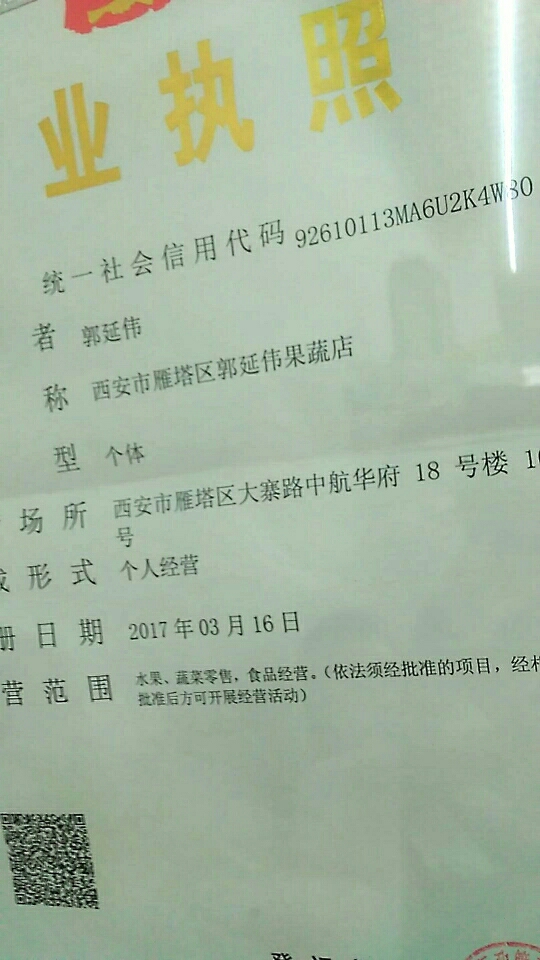 业执照
统一社会信用代码 92610113MA6U2K4W80
者 郭延伟
称 西安市雁塔区郭延伟果蔬店
型 个体
场所 西安市雁塔区大寨路中航华府 18 号楼 10
号
成形式 个人经营
册日期 2017年03月16日
营范围 水果、蔬菜零售，食品经营。（依法须经批准的项目，经相
批准后方可开展经营活动）
登记